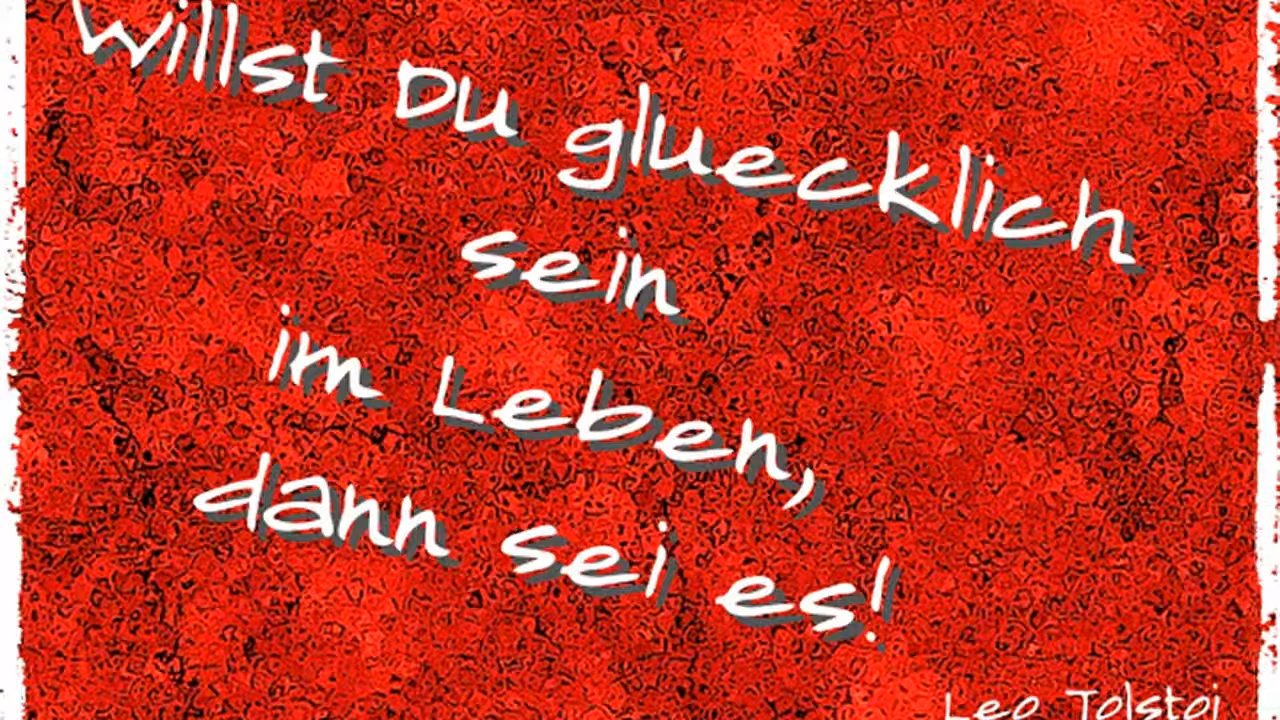 Willst Du gluecklich
sein
im Leben,
dann sei es!
Leo Tolstoi